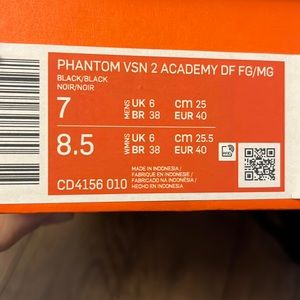 PHANTOM VSN 2 ACADEMY DF FG/MG
BLACK/BLACK
NOIR/NOIR
7 MENS UK 6 cm 25
BR 38 EUR 40
8.5 WMNS UK 6 cm 25.5
BR 38 EUR 40
MADE IN INDONESIA /
FABRIQUE EN INDONESIE /
FABRICADO NA INDONÉSIA /
HECHO EN INDONESIA
CD4156 010